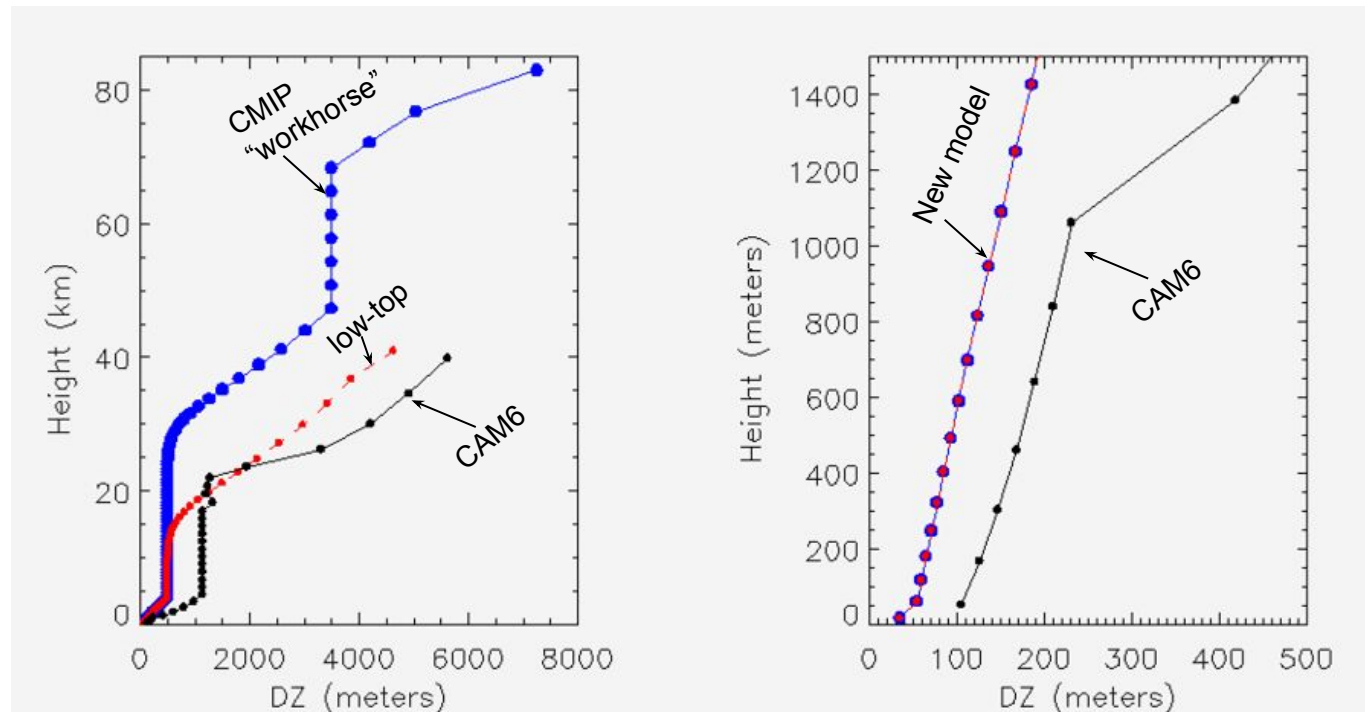 80
60
40
20
0
Height (km)
0 2000 4000 6000 8000
DZ (meters)
CMIP
“workhorse”
low-top
CAM6
1400
1200
1000
800
600
400
200
0
Height (meters)
0 100 200 300 400 500
DZ (meters)
New model
CAM6